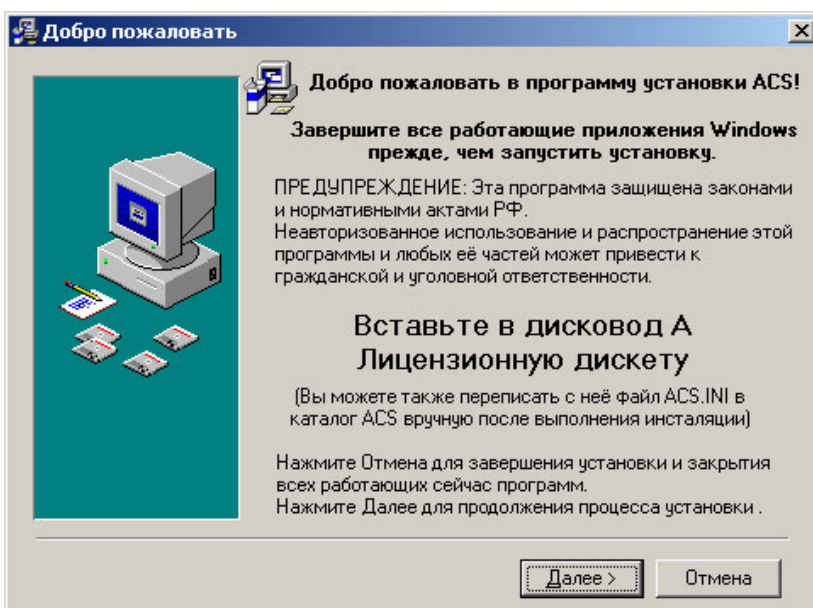 Добро пожаловать
Добро пожаловать в программу установки ACS!
Завершите все работающие приложения Windows
прежде, чем запустить установку.
ПРЕДУПРЕЖДЕНИЕ: Эта программа защищена законами
и нормативными актами РФ.
Неавторизованное использование и распространение этой
программы и любых её частей может привести к
гражданской и уголовной ответственности.
Вставьте в дисковод А
Лицензионную дискету
(Вы можете также переписать с неё файл ACS.INI в
каталог ACS вручную после выполнения инсталяции)
Нажмите Отмена для завершения установки и закрытия
всех работающих сейчас программ.
Нажмите Далее для продолжения процесса установки .
Далее >
Отмена